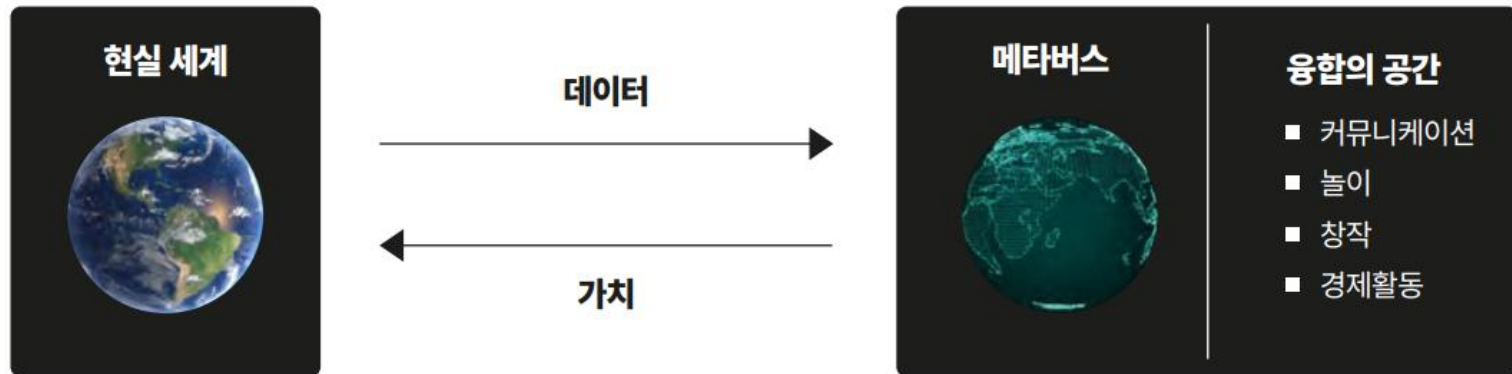 현실 세계
데이터
가치
메타버스
융합의 공간
■ 커뮤니케이션
■ 놀이
■ 창작
■ 경제활동